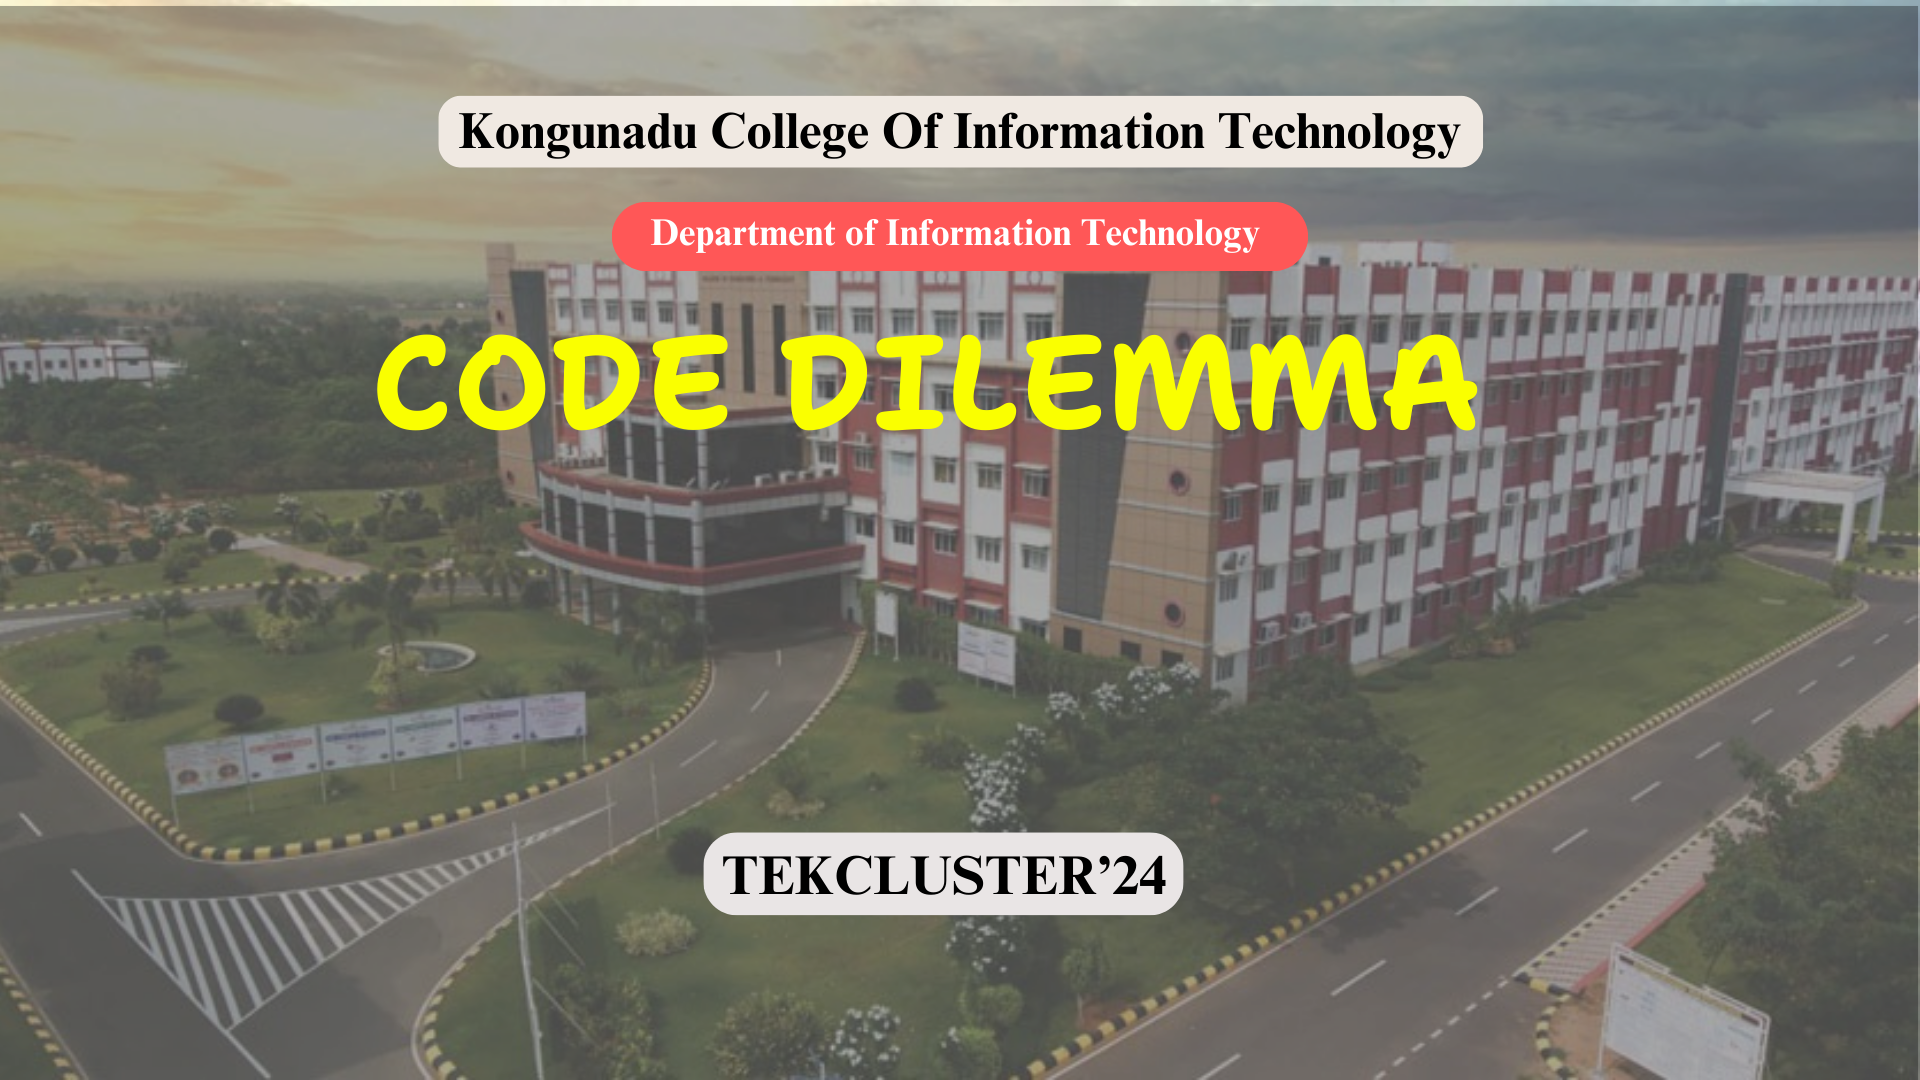 Kongunadu College Of Information Technology
Department of Information Technology
CODE DILEMMA
TEKCLUSTER’24